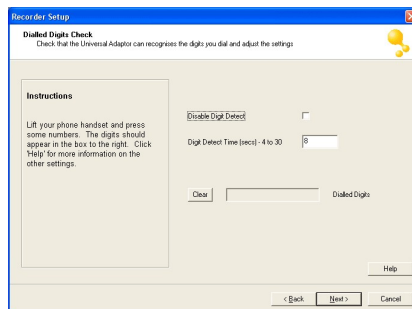 Recorder Setup
Dialled Digits Check
Check that the Universal Adaptor can recognises the digits you dial and adjust the settings
Instructions
Lift your phone handset and press
some numbers. The digits should
appear in the box to the right. Click
'Help' for more information on the
other settings.
Disable Digit Detect
Digit Detect Time (secs) - 4 to 30
8
Clear
Dialled Digits
Help
< Back
Next >
Cancel